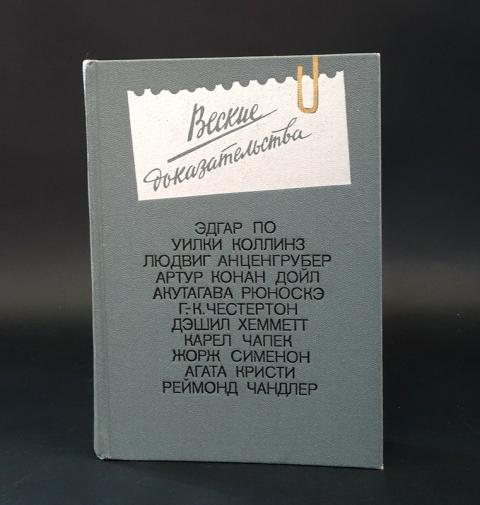 Веские
доказательства
ЭДГАР ПО
УИЛКИ КОЛЛИНЗ
ЛЮДВИГ АНЦЕНГРУБЕР
АРТУР КОНАН ДОЙЛ
АКУТАГАВА РЮНОСКЭ
Г.-К. ЧЕСТЕРТОН
ДЭШИЛ ХЕММЕТТ
КАРЕЛ ЧАПЕК
ЖОРЖ СИМЕНОН
АГАТА КРИСТИ
РЕЙМОНД ЧАНДЛЕР